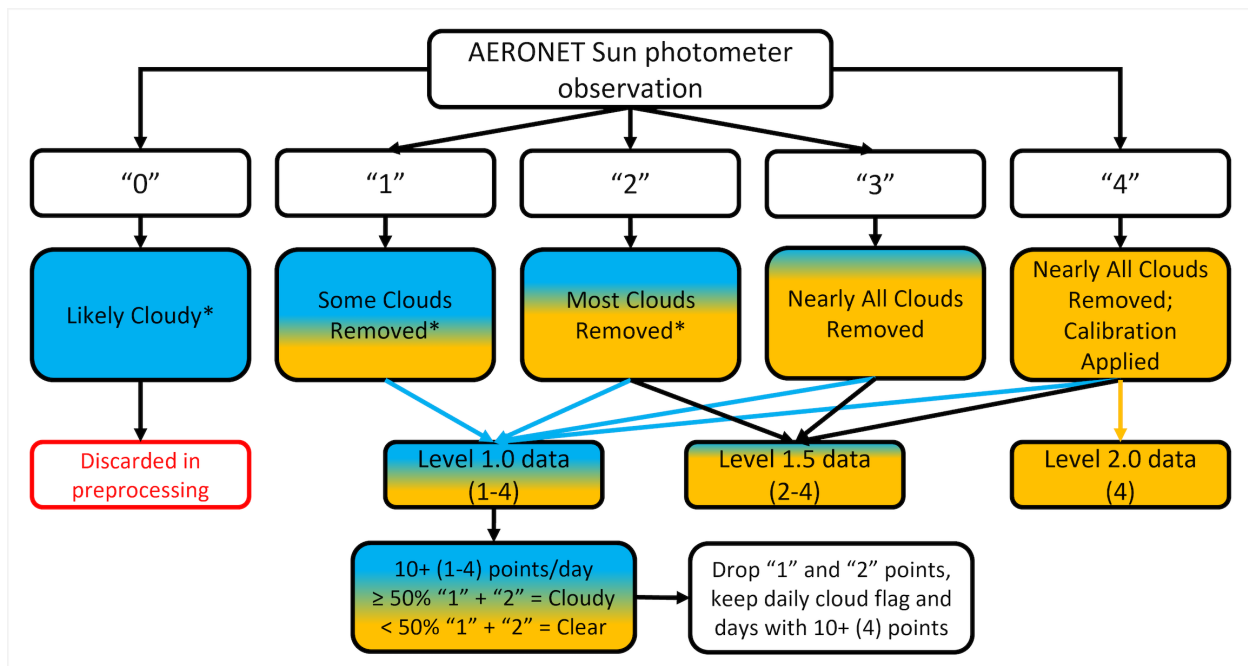 AERONET Sun photometer
observation
“0”
“1”
“2”
“3”
“4”
Likely Cloudy*
Some Clouds
Removed*
Most Clouds
Removed*
Nearly All Clouds
Removed
Nearly All Clouds
Removed;
Calibration
Applied
Discarded in
preprocessing
Level 1.0 data
(1-4)
Level 1.5 data
(2-4)
Level 2.0 data
(4)
10+ (1-4) points/day
≥ 50% “1” + “2” = Cloudy
< 50% “1” + “2” = Clear
Drop “1” and “2” points,
keep daily cloud flag and
days with 10+ (4) points